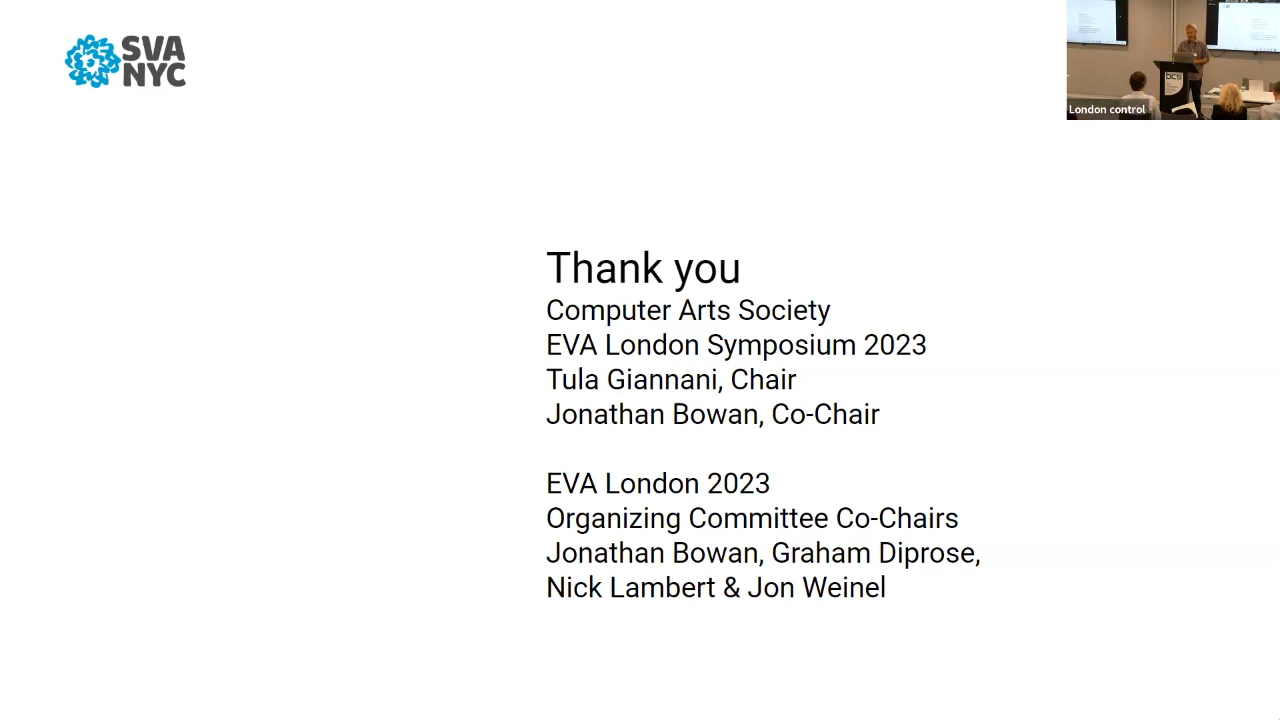 SVA
NYC
bcs
London control
Thank you
Computer Arts Society
EVA London Symposium 2023
Tula Giannani, Chair
Jonathan Bowan, Co-Chair
EVA London 2023
Organizing Committee Co-Chairs
Jonathan Bowan, Graham Diprose,
Nick Lambert & Jon Weinel